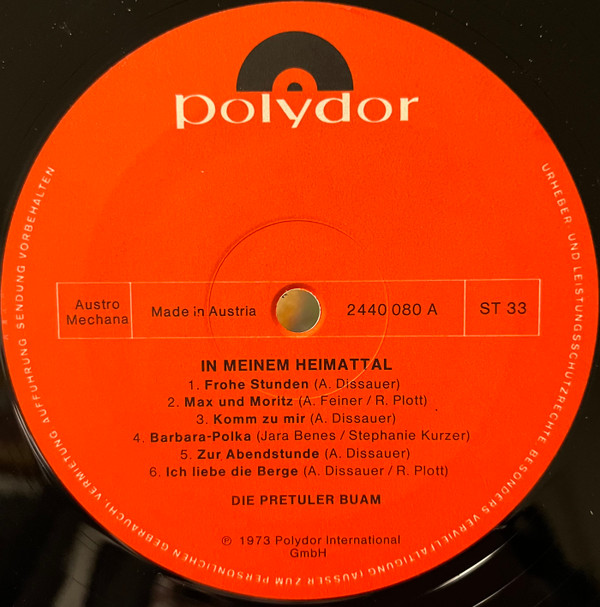 polydor
Austro
Mechana
Made in Austria
2440 080 A
ST 33
IN MEINEM HEIMATTAL
1. Frohe Stunden (A. Dissauer)
2. Max und Moritz (A. Feiner / R. Plott)
3. Komm zu mir (A. Dissauer)
4. Barbara-Polka (Jara Benes / Stephanie Kurzer)
5. Zur Abendstunde (A. Dissauer)
6. Ich liebe die Berge (A. Dissauer / R. Plott)
DIE PRETULER BUAM
℗ 1973 Polydor International
GmbH
URHEBER- UND LEISTUNGSSCHUTZRECHTE, BESONDERS VERVIELFÄLTIGUNG (AUSSER ZUM PERSÖNLICHEN GEBRAUCH), VERMIETUNG, AUFFÜHRUNG, SENDUNG VORBEHALTEN